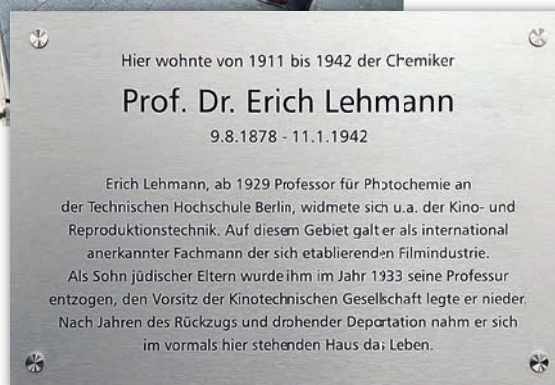 Hier wohnte von 1911 bis 1942 der Chemiker
Prof. Dr. Erich Lehmann
9.8.1878 - 11.1.1942
Erich Lehmann, ab 1929 Professor für Photochemie an
der Technischen Hochschule Berlin, widmete sich u.a. der Kino- und
Reproduktionstechnik. Auf diesem Gebiet galt er als international
anerkannter Fachmann der sich etablierenden Filmindustrie.
Als Sohn jüdischer Eltern wurde ihm im Jahr 1933 seine Professur
entzogen, den Vorsitz der Kinotechnischen Gesellschaft legte er nieder.
Nach Jahren des Rückzugs und drohender Deportation nahm er sich
im vormals hier stehenden Haus das Leben.